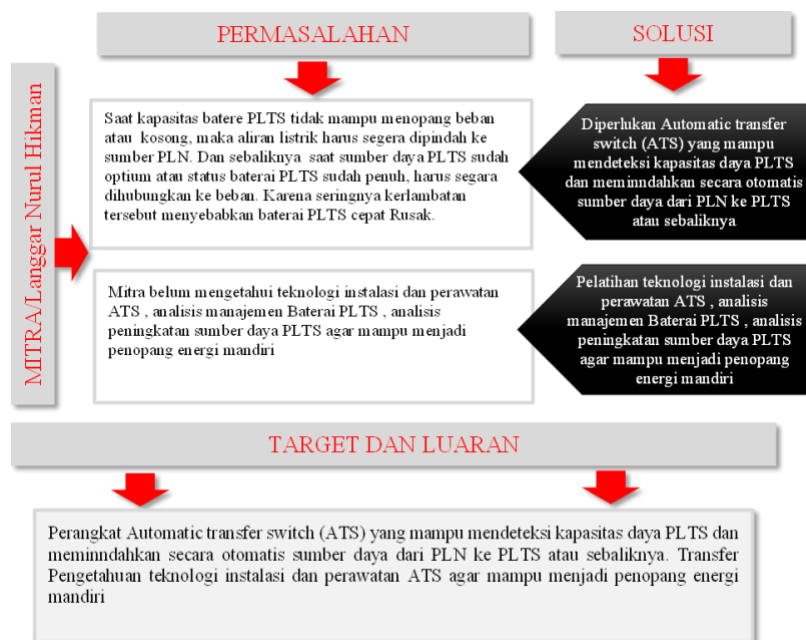 PERMASALAHAN
SOLUSI
MITRA/Langgar Nurul Hikman
Saat kapasitas batere PLTS tidak mampu menopang beban
atau kosong, maka aliran listrik harus segera dipindah ke
sumber PLN. Dan sebaliknya saat sumber daya PLTS sudah
optium atau status baterai PLTS sudah penuh, harus segara
dihubungkan ke beban. Karena seringnya kerlambatan
tersebut menyebabkan baterai PLTS cepat Rusak.
Diperlukan Automatic transfer
switch (ATS) yang mampu
mendeteksi kapasitas daya PLTS
dan meminndahkan secara otomatis
sumber daya dari PLN ke PLTS
atau sebaliknya
Mitra belum mengetahui teknologi instalasi dan perawatan
ATS , analisis manajemen Baterai PLTS , analisis
peningkatan sumber daya PLTS agar mampu menjadi
penopang energi mandiri
Pelatihan teknologi instalasi dan
perawatan ATS , analisis
manajemen Baterai PLTS , analisis
peningkatan sumber daya PLTS
agar mampu menjadi penopang
energi mandiri
TARGET DAN LUARAN
Perangkat Automatic transfer switch (ATS) yang mampu mendeteksi kapasitas daya PLTS dan
meminndahkan secara otomatis sumber daya dari PLN ke PLTS atau sebaliknya. Transfer
Pengetahuan teknologi instalasi dan perawatan ATS agar mampu menjadi penopang energi
mandiri